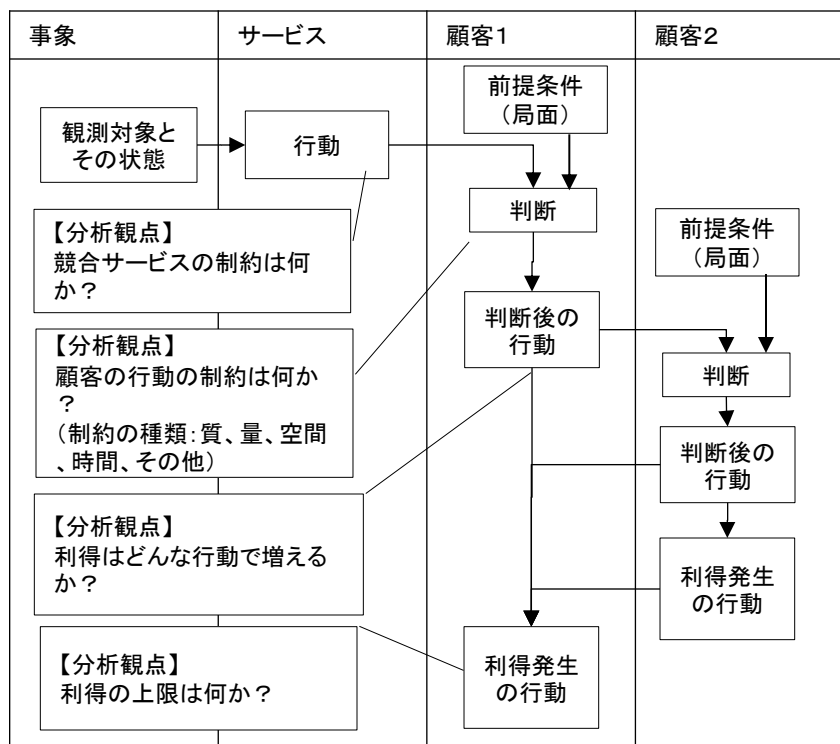 事象
サービス
顧客1
顧客2
観測対象と
その状態
行動
前提条件
(局面)
判断
前提条件
(局面)
【分析観点】
競合サービスの制約は何
か?
判断後の
行動
判断
【分析観点】
顧客の行動の制約は何か
?
(制約の種類:質、量、空間
、時間、その他)
判断後の
行動
【分析観点】
利得はどんな行動で増える
か?
利得発生
の行動
【分析観点】
利得の上限は何か?
利得発生
の行動